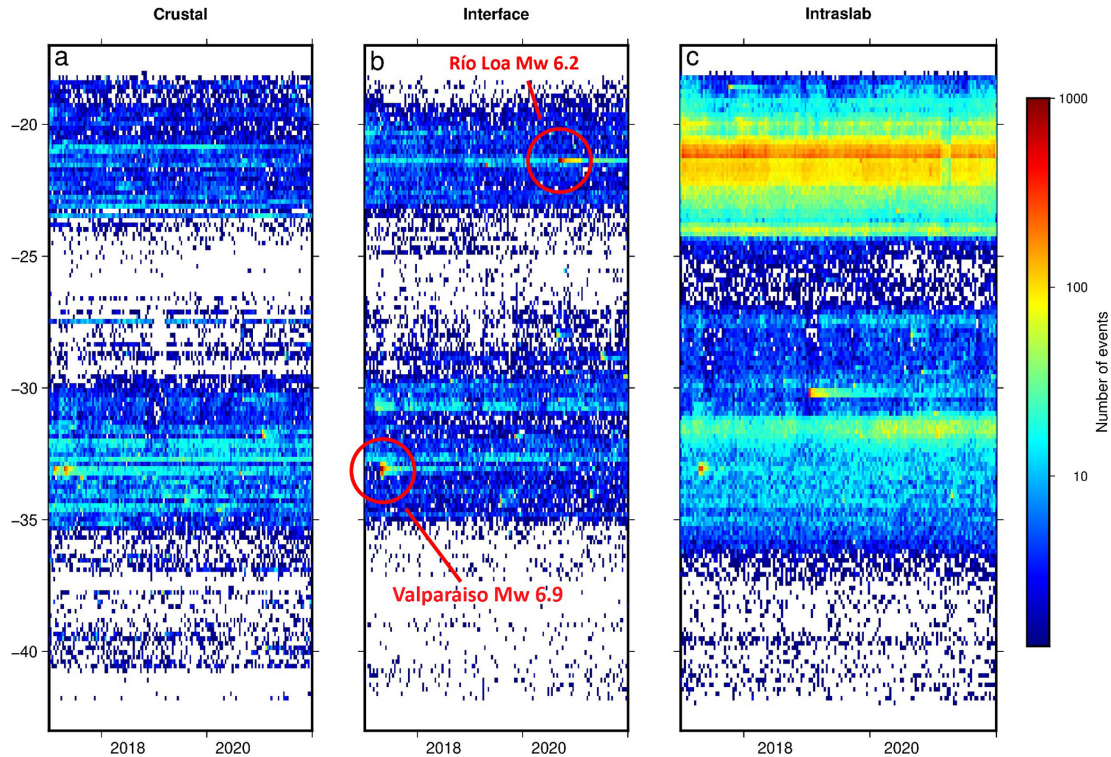 Crustal
Interface
Intraslab
a
b
c
Río Loa Mw 6.2
Valparaíso Mw 6.9
−20
−25
−30
−35
−40
2018
2020
2018
2020
2018
2020
1000
100
10
Number of events